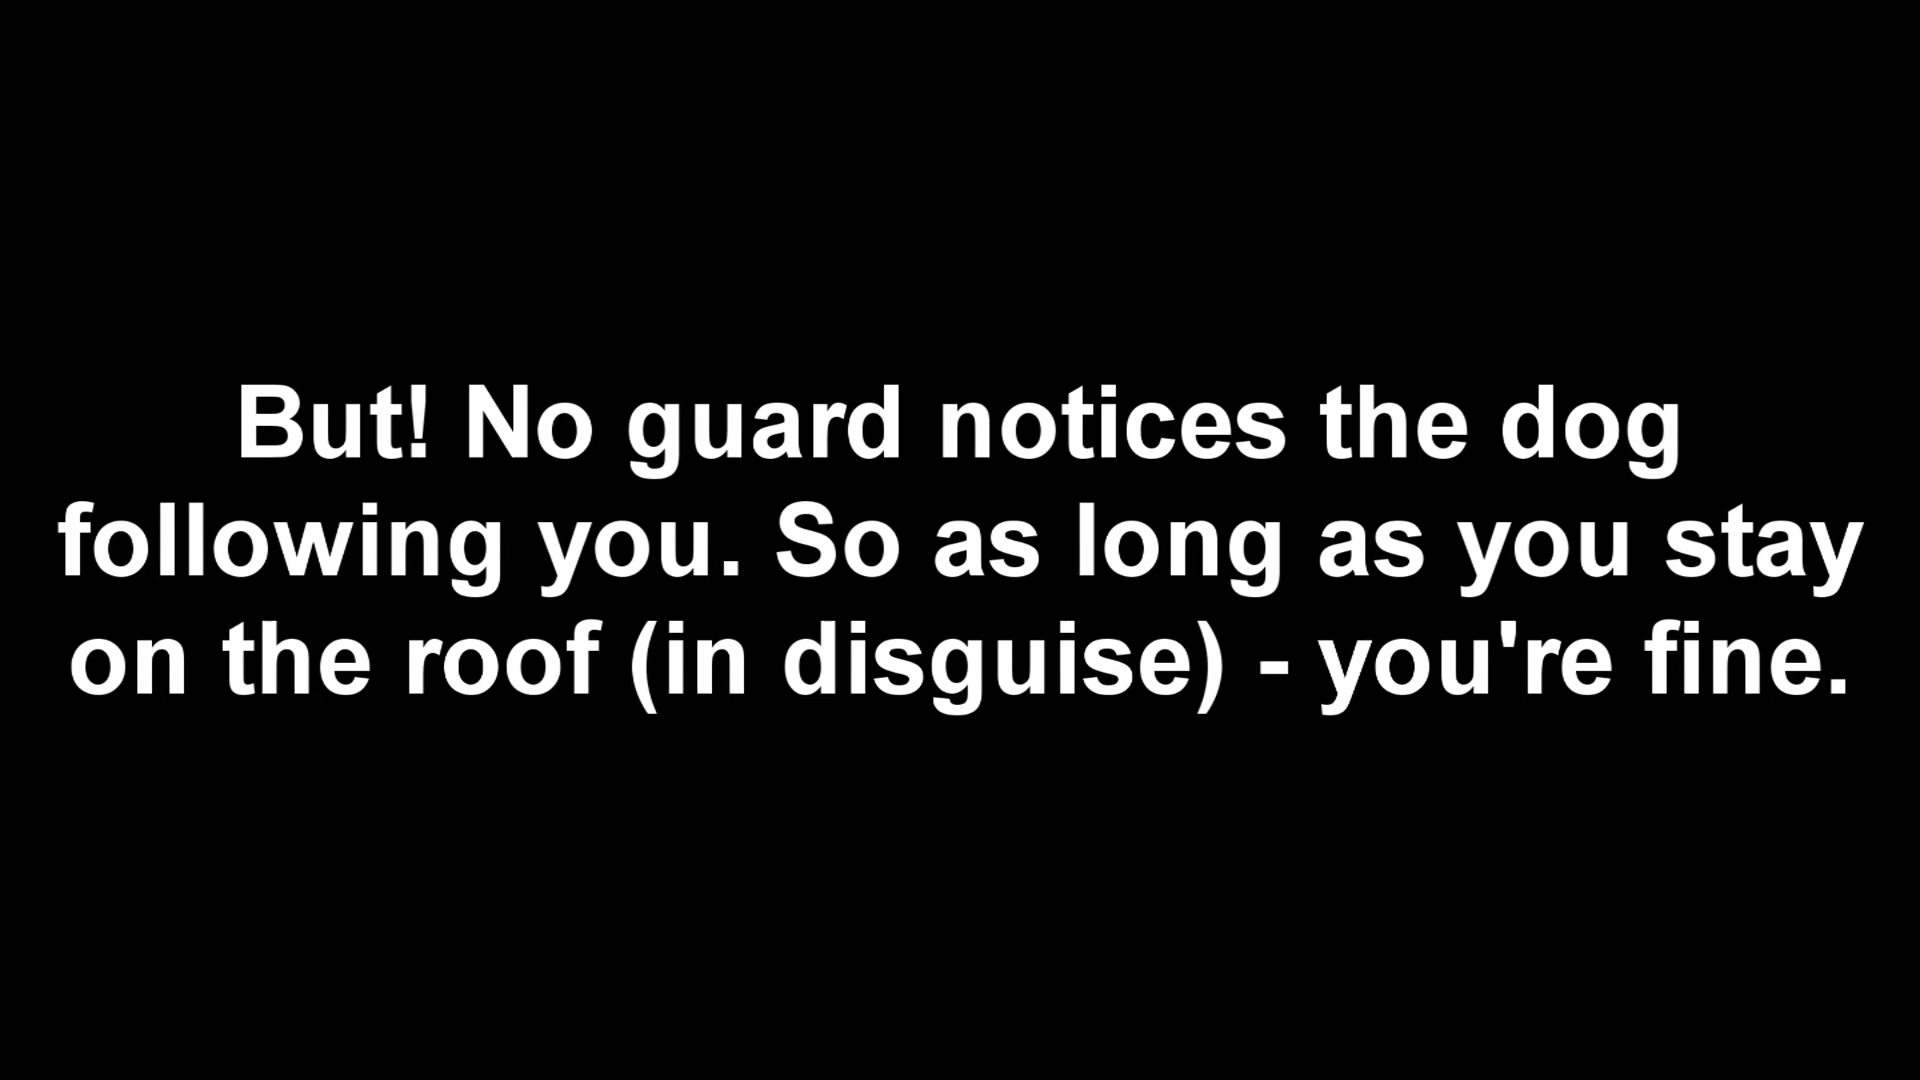 But! No guard notices the dog
following you. So as long as you stay
on the roof (in disguise) - you're fine.